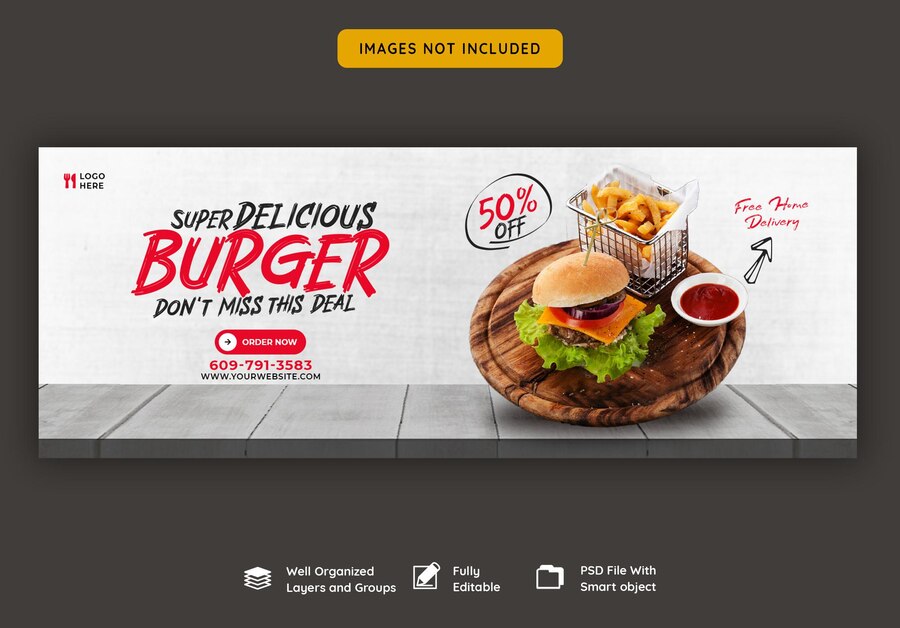 IMAGES NOT INCLUDED
LOGO
HERE
SUPER DELICIOUS
BURGER
DON'T MISS THIS DEAL
ORDER NOW
609-791-3583
WWW.YOURWEBSITE.COM
50%
OFF
Free Home
Delivery
Well Organized
Layers and Groups
Fully
Editable
PSD File With
Smart object